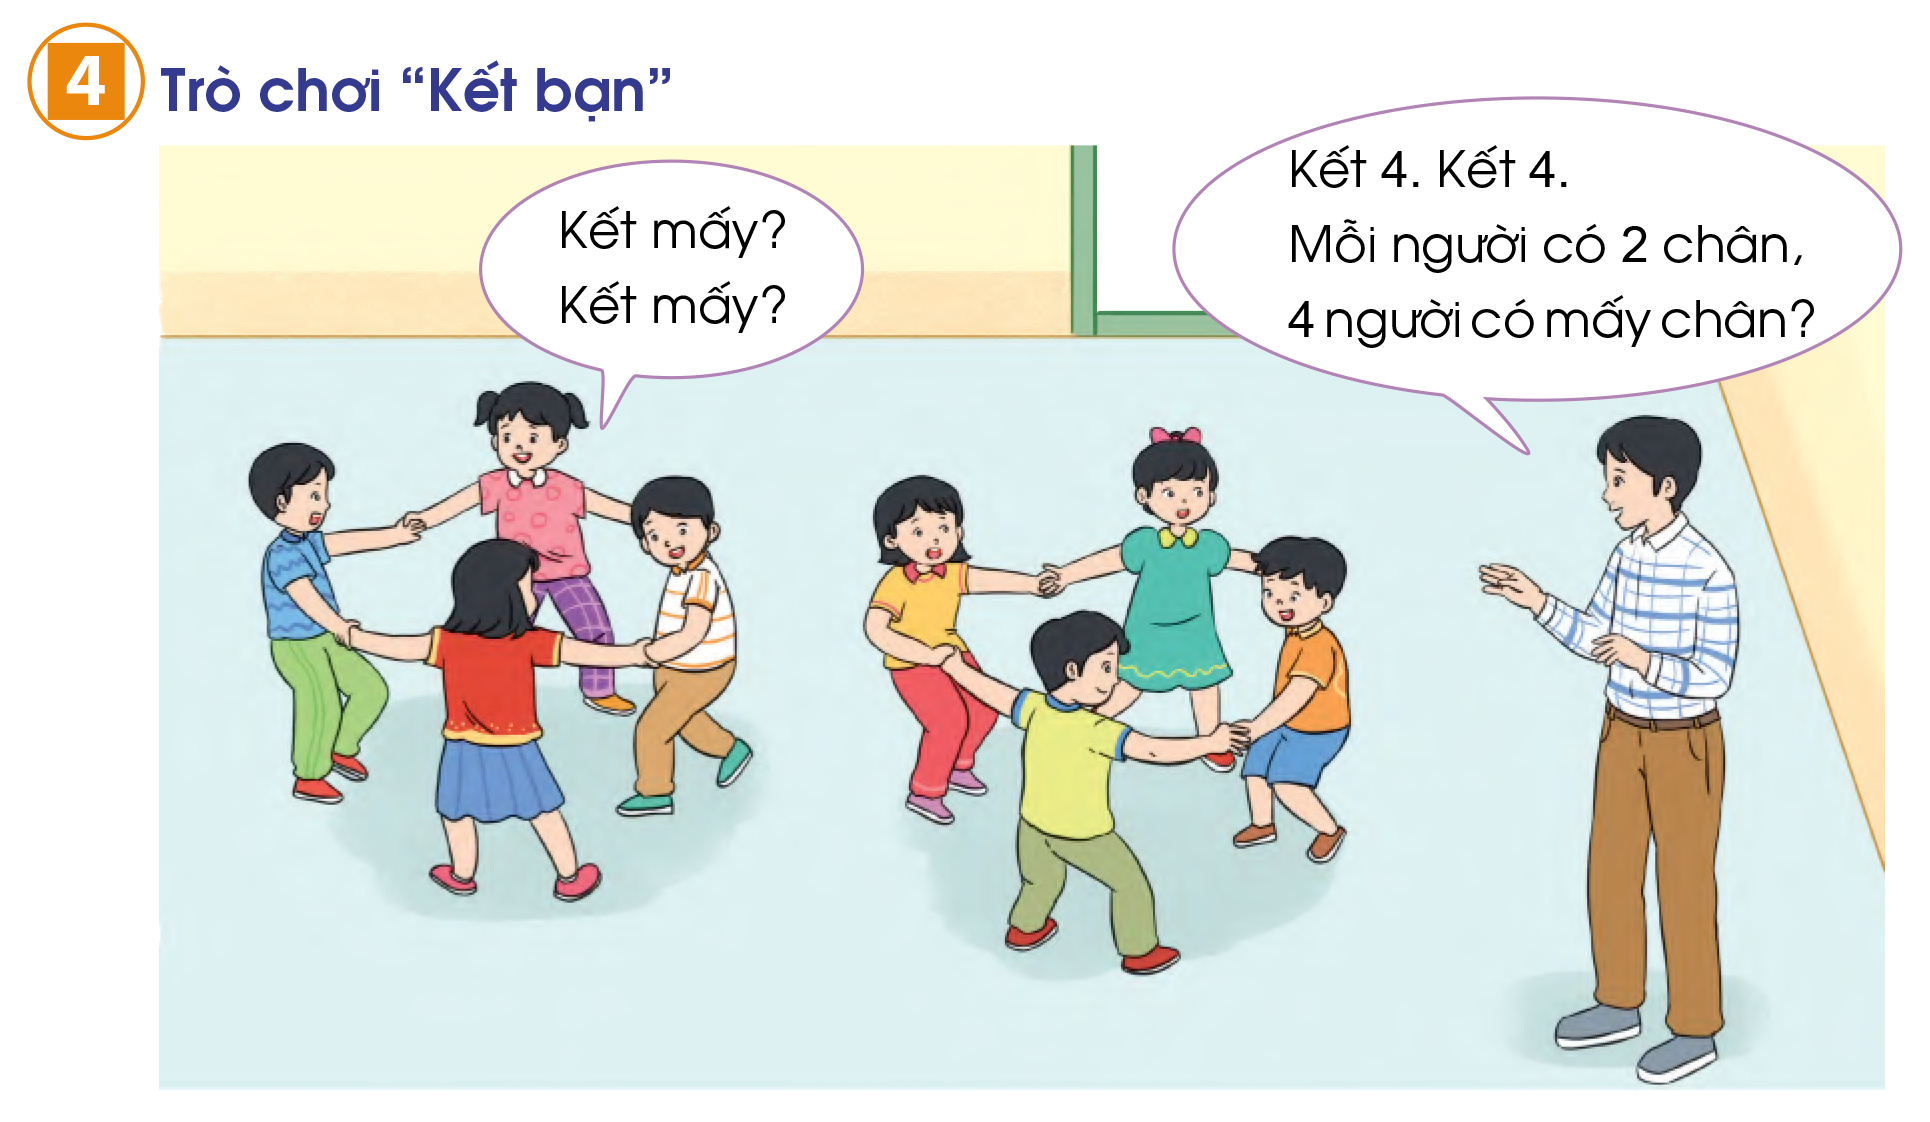 4
Trò chơi “Kết bạn”
Kết mấy?
Kết mấy?
Kết 4. Kết 4.
Mỗi người có 2 chân,
4 người có mấy chân?